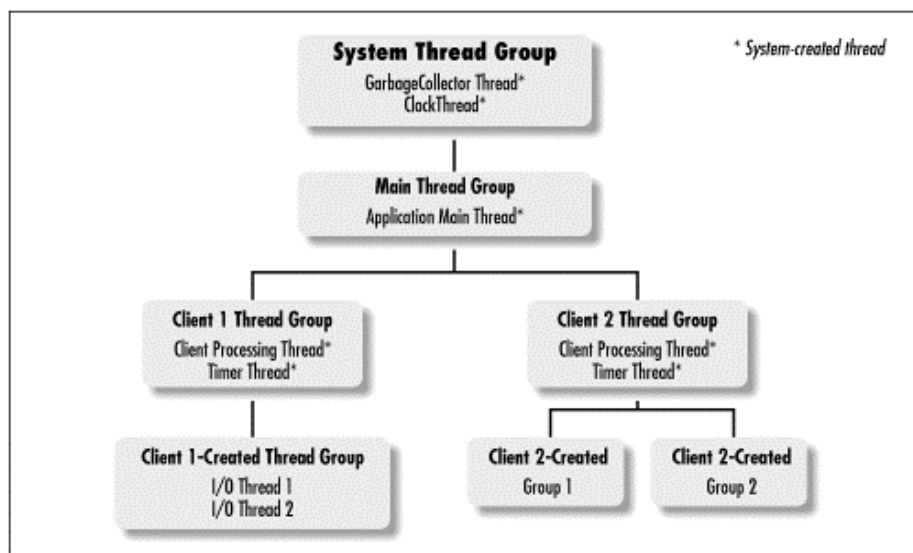 System Thread Group
GarbageCollector Thread*
ClockThread*
* System-created thread
Main Thread Group
Application Main Thread*
Client 1 Thread Group
Client Processing Thread*
Timer Thread*
Client 2 Thread Group
Client Processing Thread*
Timer Thread*
Client 1-Created Thread Group
I/O Thread 1
I/O Thread 2
Client 2-Created
Group 1
Client 2-Created
Group 2